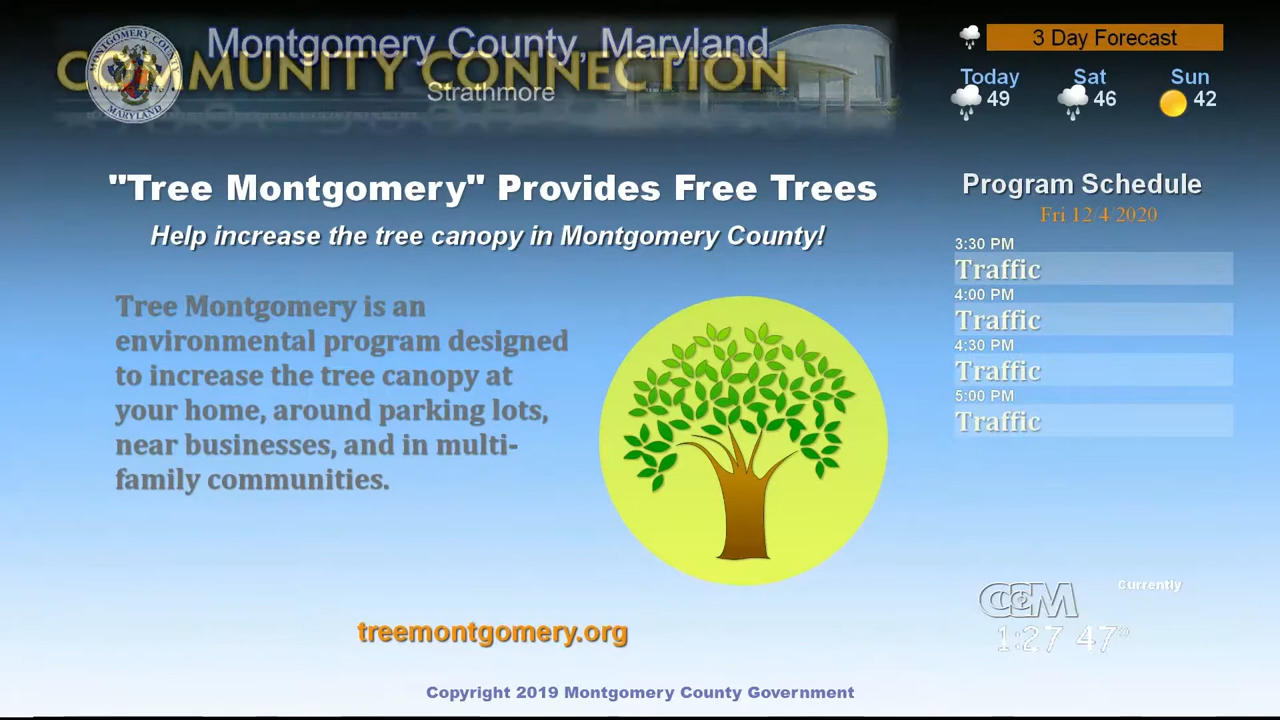 Montgomery County, Maryland
COMMUNITY CONNECTION
Strathmore
MONTGOMERY COUNTY
MARYLAND
"Tree Montgomery" Provides Free Trees
Help increase the tree canopy in Montgomery County!
Tree Montgomery is an
environmental program designed
to increase the tree canopy at
your home, around parking lots,
near businesses, and in multi-
family communities.
treemontgomery.org
Copyright 2019 Montgomery County Government
3 Day Forecast
Today Sat Sun
49 46 42
Program Schedule
Fri 12/4/2020
3:30 PM
Traffic
4:00 PM
Traffic
4:30 PM
Traffic
5:00 PM
Traffic
CCM Currently
1:27 47°